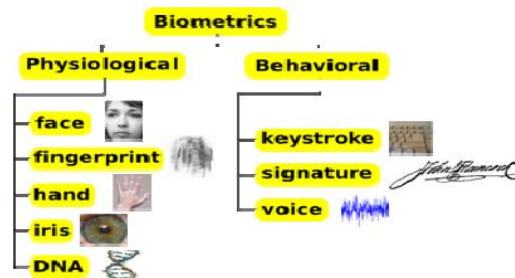 Biometrics
Physiological
Behavioral
face
fingerprint
hand
iris
DNA
keystroke
signature
voice